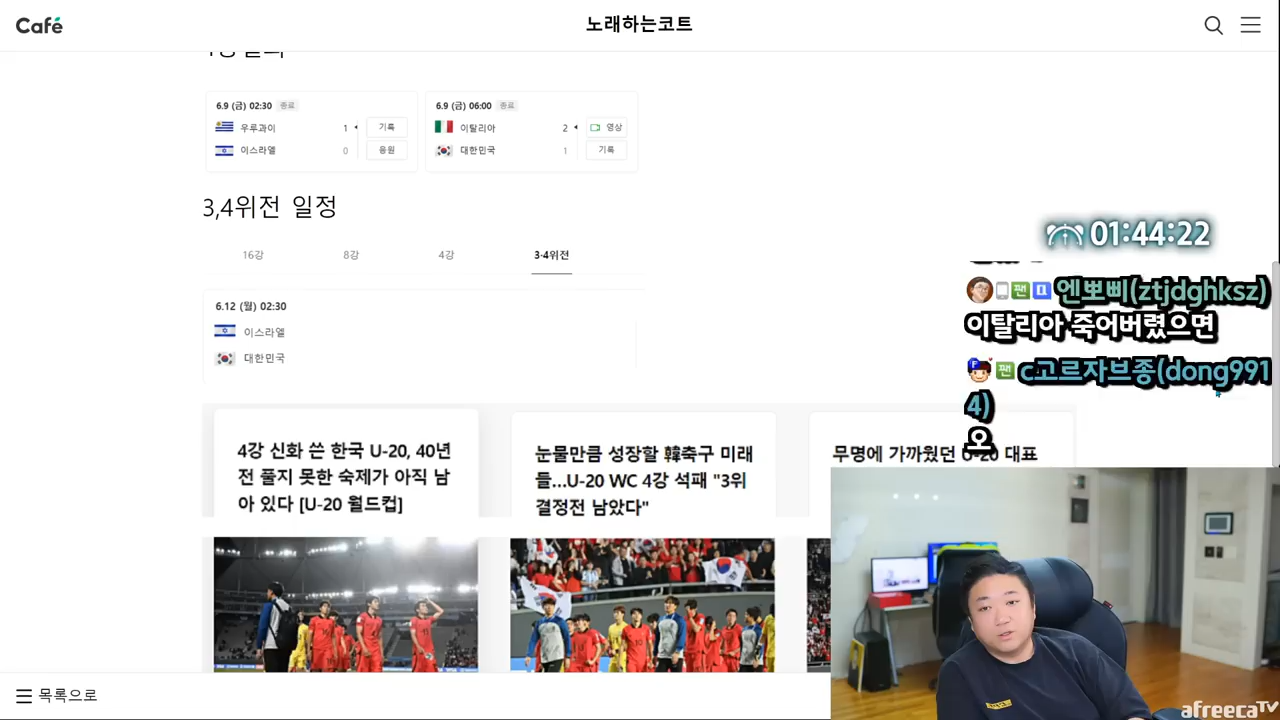 Café
노래하는코트
6.9 (금) 02:30 종료
우루과이 1 기록
이스라엘 0 응원
6.9 (금) 06:00 종료
이탈리아 2 영상
대한민국 1 기록
3,4위전 일정
16강 8강 4강 3·4위전
6.12 (월) 02:30
이스라엘
대한민국
4강 신화 쓴 한국 U-20, 40년
전 풀지 못한 숙제가 아직 남
아 있다 [U-20 월드컵]
눈물만큼 성장할 韓축구 미래
들...U-20 WC 4강 석패 "3위
결정전 남았다"
무명에 가까웠던 U-20 대표
01:44:22
팬 엔뽀삐(ztjdghksz)
이탈리아 죽어버렸으면
팬 c고르자브종(dong991
4)
오
목록으로
afreecaTV